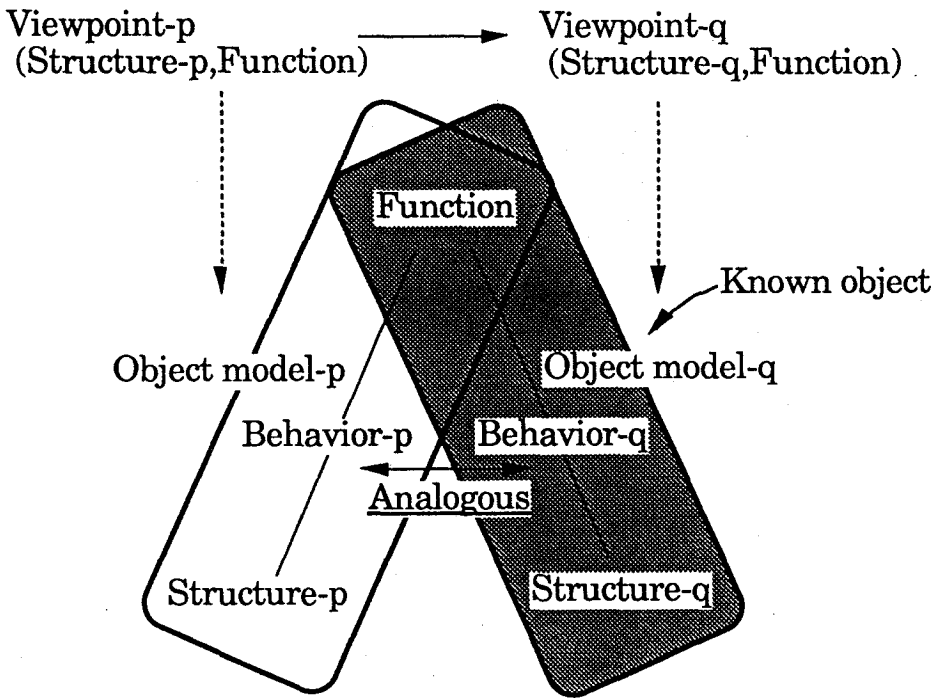 Viewpoint-p
(Structure-p,Function)
Viewpoint-q
(Structure-q,Function)
Function
Known object
Object model-p
Object model-q
Behavior-p
Behavior-q
Analogous
Structure-p
Structure-q